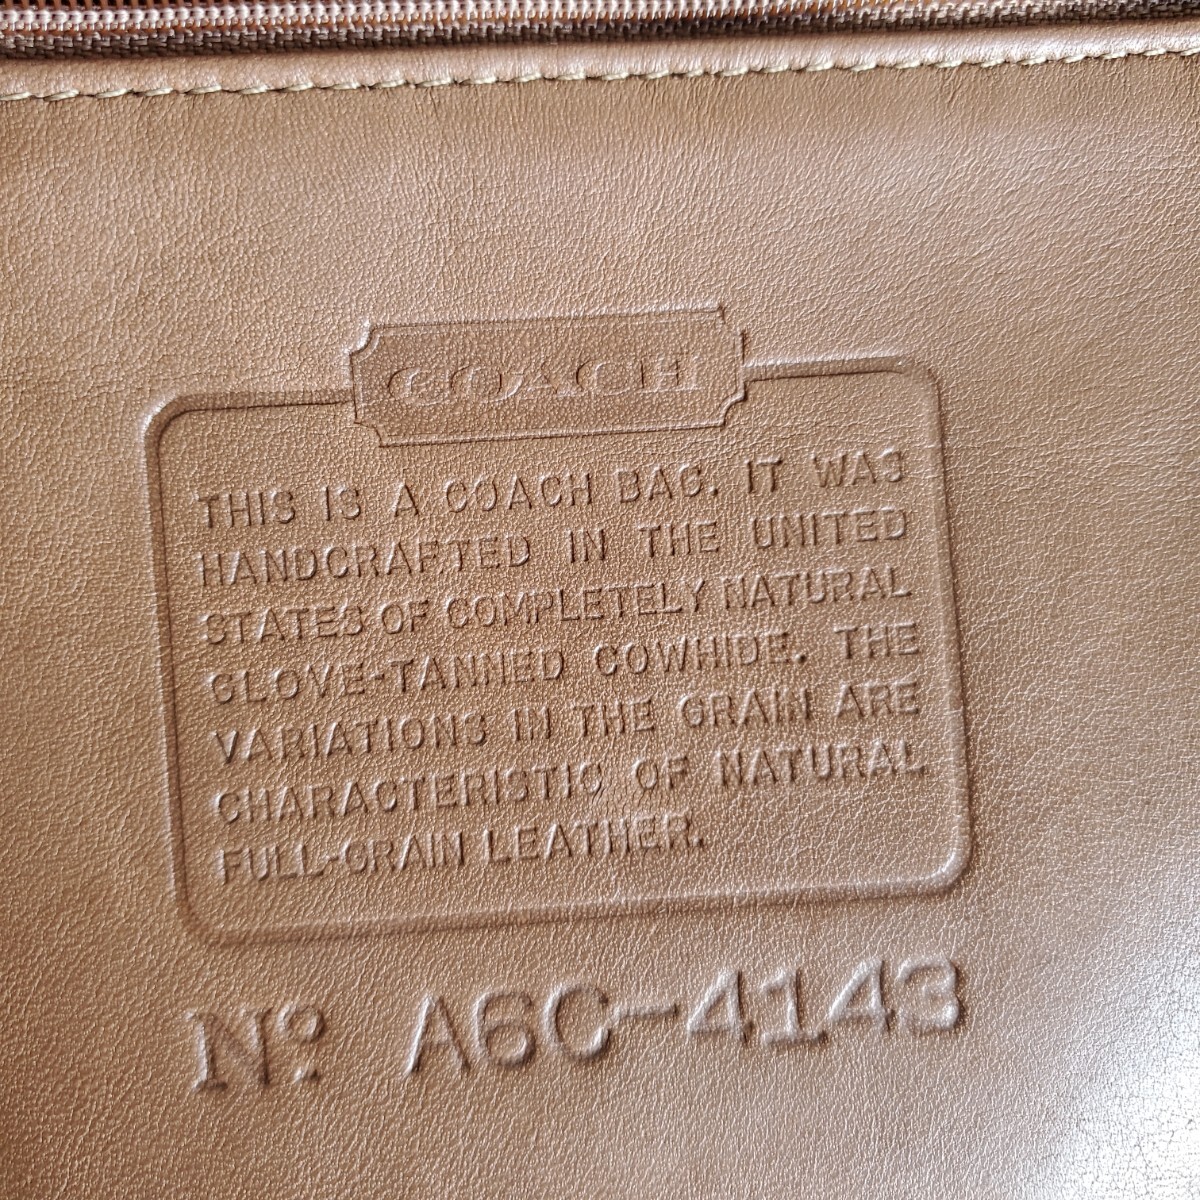 COACH
THIS IS A COACH BAG. IT WAS
HANDCRAFTED IN THE UNITED
STATES OF COMPLETELY NATURAL
GLOVE-TANNED COWHIDE. THE
VARIATIONS IN THE GRAIN ARE
CHARACTERISTIC OF NATURAL
FULL-GRAIN LEATHER.
Nº A6C-4143